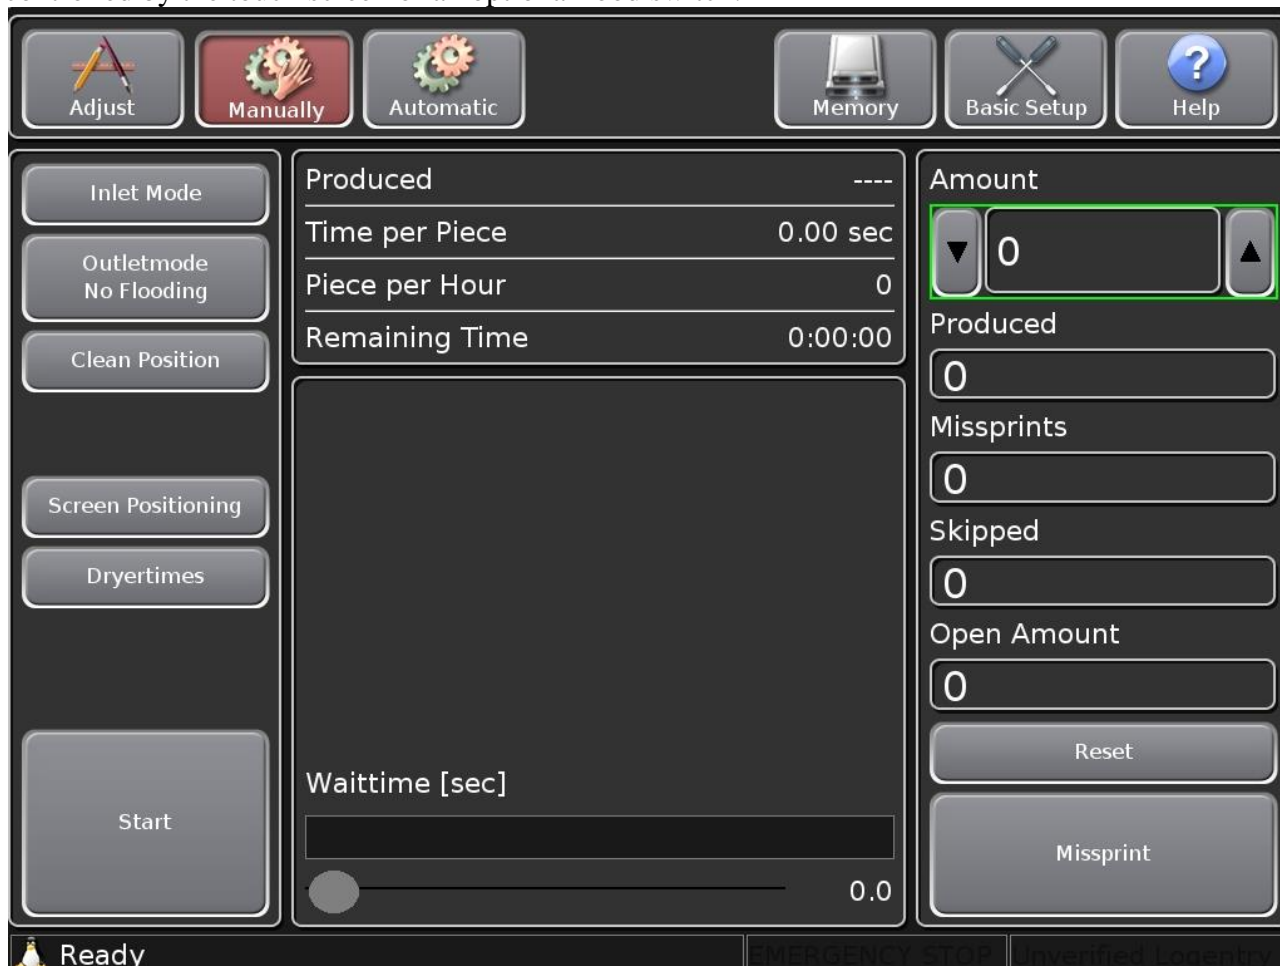 Adjust
Manually
Automatic
Memory
Basic Setup
Help
Inlet Mode
Outletmode
No Flooding
Clean Position
Screen Positioning
Dryertimes
Start
Produced ----
Time per Piece 0.00 sec
Piece per Hour 0
Remaining Time 0:00:00
Waittime [sec]
0.0
Amount
0
Produced
0
Missprints
0
Skipped
0
Open Amount
0
Reset
Missprint
Ready
EMERGENCY STOP
Unverified Logentry